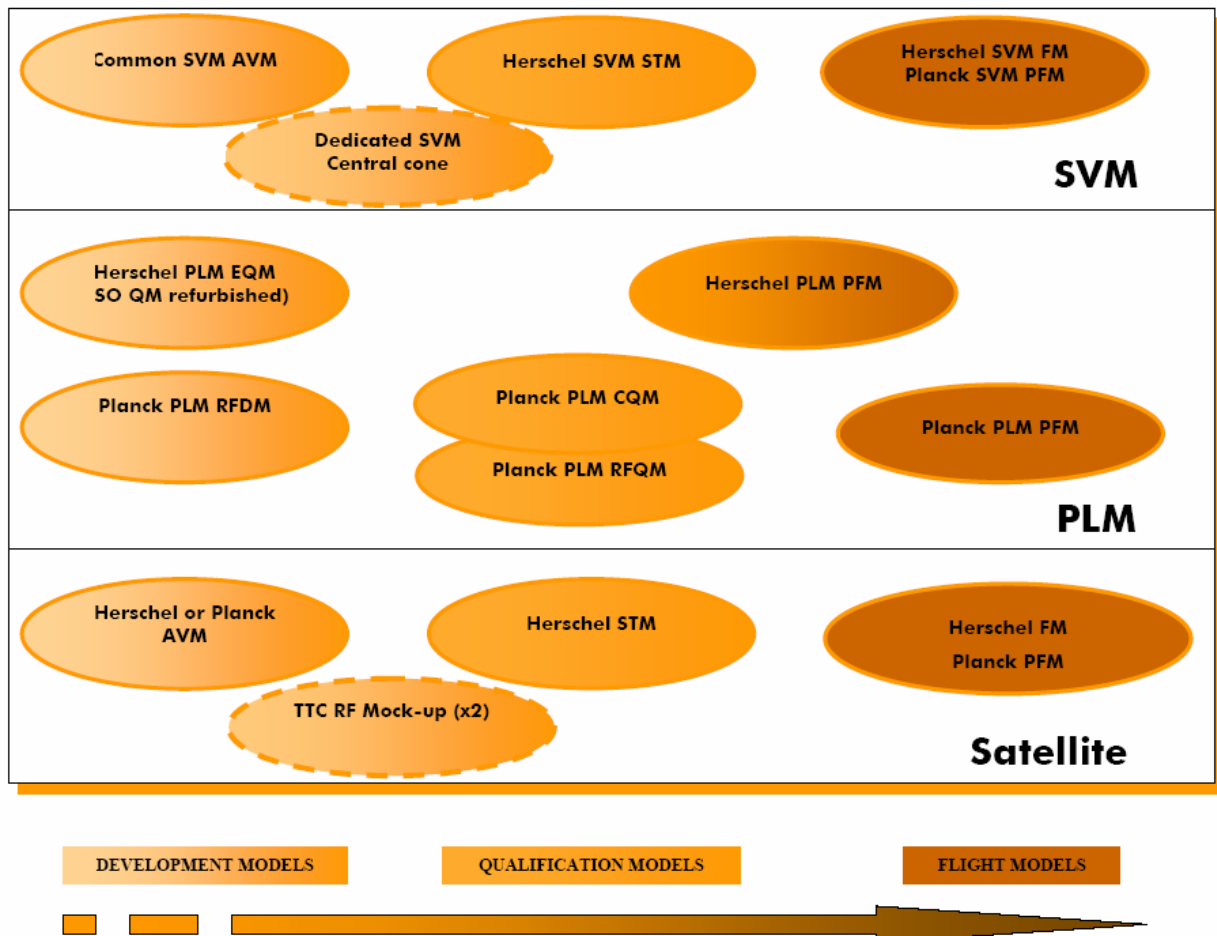 Common SVM AVM
Herschel SVM STM
Herschel SVM FM
Planck SVM PFM
Dedicated SVM
Central cone
SVM
Herschel PLM EQM
SO QM refurbished)
Herschel PLM PFM
Planck PLM RFDM
Planck PLM CQM
Planck PLM PFM
Planck PLM RFQM
PLM
Herschel or Planck
AVM
Herschel STM
Herschel FM
Planck PFM
TTC RF Mock-up (x2)
Satellite
DEVELOPMENT MODELS
QUALIFICATION MODELS
FLIGHT MODELS